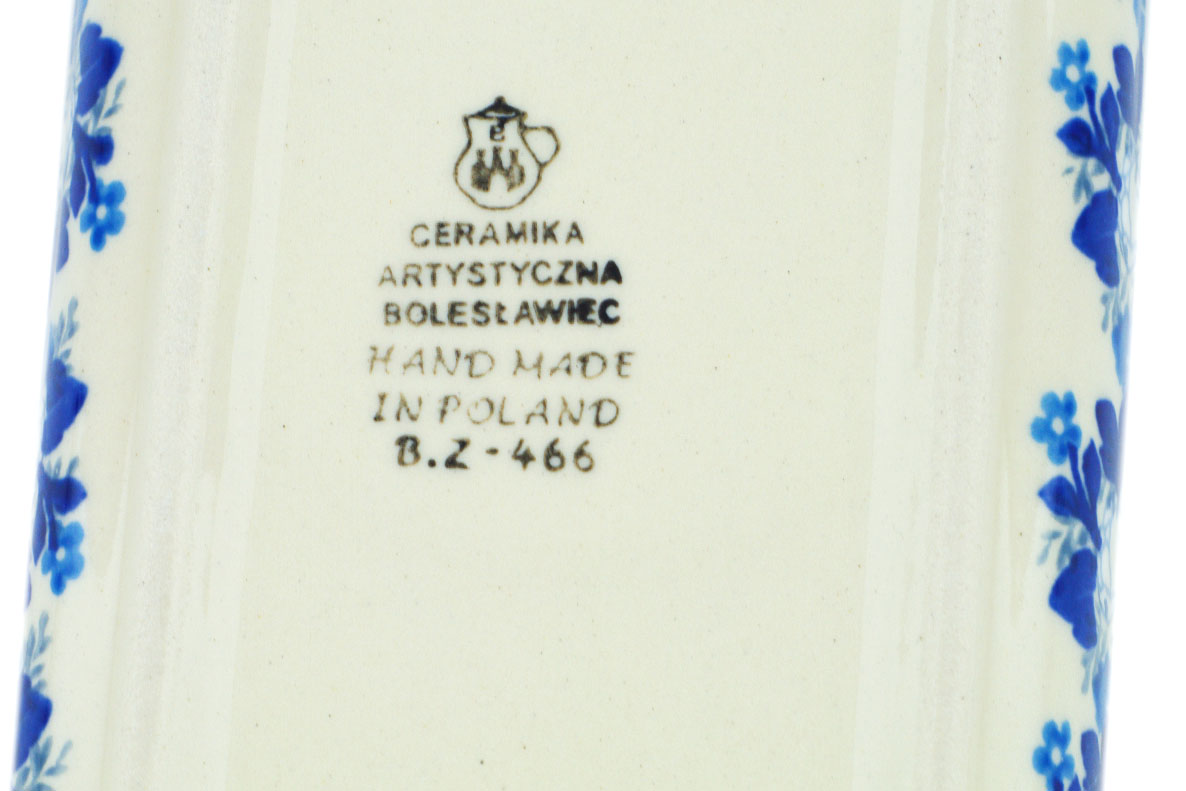 CERAMIKA
ARTYSTYCZNA
BOLESŁAWIEC
HAND MADE
IN POLAND
B.Z-466